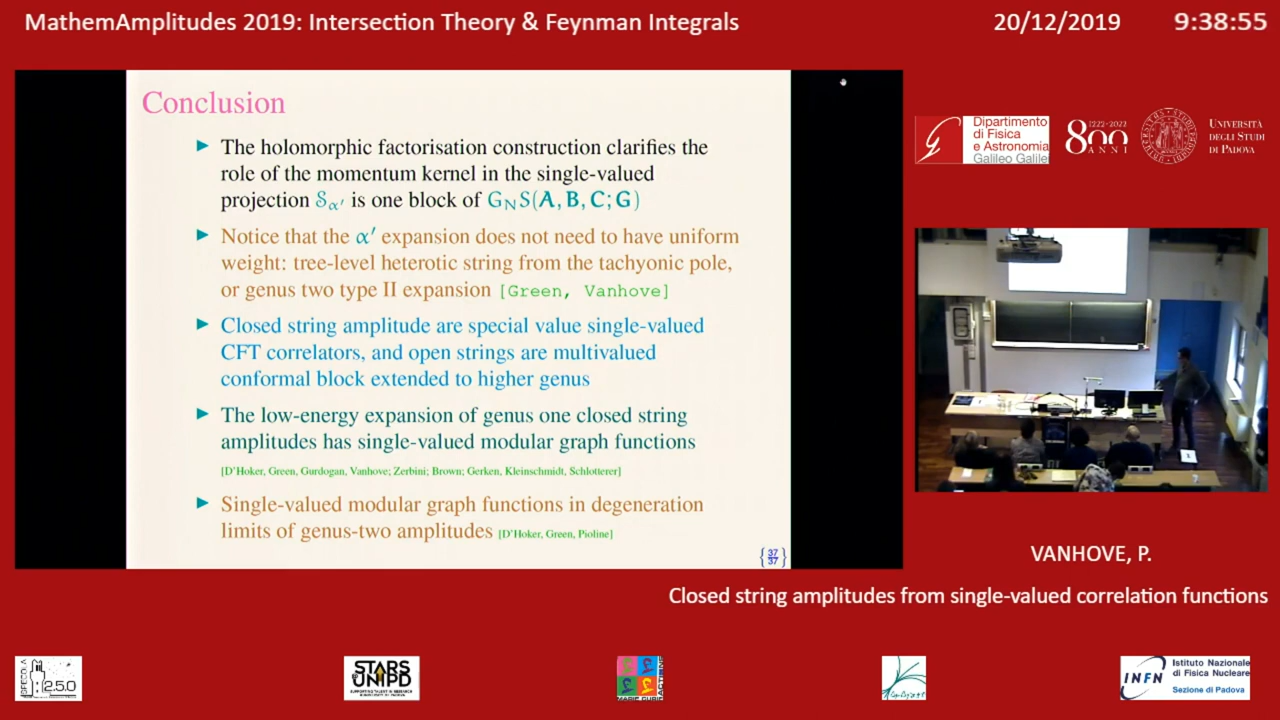 MathemAmplitudes 2019: Intersection Theory & Feynman Integrals
20/12/2019 9:38:55
Conclusion
The holomorphic factorisation construction clarifies the
role of the momentum kernel in the single-valued
projection S_α′ is one block of G_N S(A, B, C; G)
Notice that the α′ expansion does not need to have uniform
weight: tree-level heterotic string from the tachyonic pole,
or genus two type II expansion [Green, Vanhove]
Closed string amplitude are special value single-valued
CFT correlators, and open strings are multivalued
conformal block extended to higher genus
The low-energy expansion of genus one closed string
amplitudes has single-valued modular graph functions
[D'Hoker, Green, Gurdogan, Vanhove; Zerbini; Brown; Gerken, Kleinschmidt, Schlotterer]
Single-valued modular graph functions in degeneration
limits of genus-two amplitudes [D'Hoker, Green, Pioline]
{37/37}
Dipartimento
di Fisica
e Astronomia
Galileo Galilei
1222-2022
800
ANNI
UNIVERSITÀ
DEGLI STUDI
DI PADOVA
VANHOVE, P.
Closed string amplitudes from single-valued correlation functions
SPECOLA
250
STARS
UNIPD
INFN
Istituto Nazionale
di Fisica Nucleare
Sezione di Padova